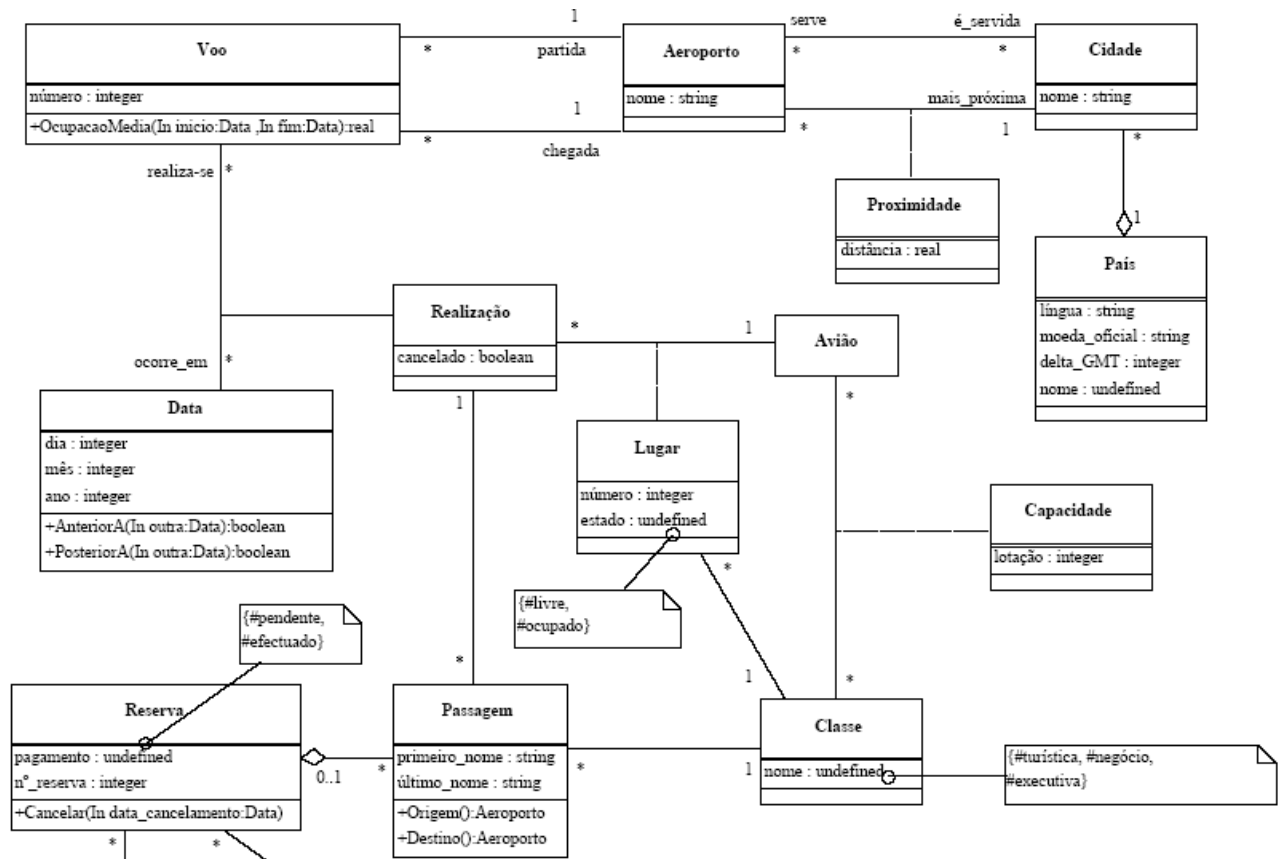 1
serve
é_servida
Voo
*
partida
Aeroporto
*
*
Cidade
número : integer
nome : string
mais_próxima
nome : string
+OcupacaoMedia(In inicio:Data ,In fim:Data):real
1
*
1
*
chegada
*
realiza-se
*
Proximidade
1
distância : real
País
língua : string
moeda_oficial : string
delta_GMT : integer
nome : undefined
Realização
*
1
Avião
cancelado : boolean
ocorre_em
*
1
*
Data
dia : integer
mês : integer
ano : integer
+AnteriorA(In outra:Data):boolean
+PosteriorA(In outra:Data):boolean
Lugar
número : integer
estado : undefined
*
Capacidade
lotação : integer
{#livre,
#ocupado}
{#pendente,
#efectuado}
*
1
*
Reserva
Passagem
Classe
pagamento : undefined
nº_reserva : integer
+Cancelar(In data_cancelamento:Data)
0..1
*
primeiro_nome : string
último_nome : string
+Origem():Aeroporto
+Destino():Aeroporto
*
1
nome : undefined
{#turística, #negócio,
#executiva}
*
*